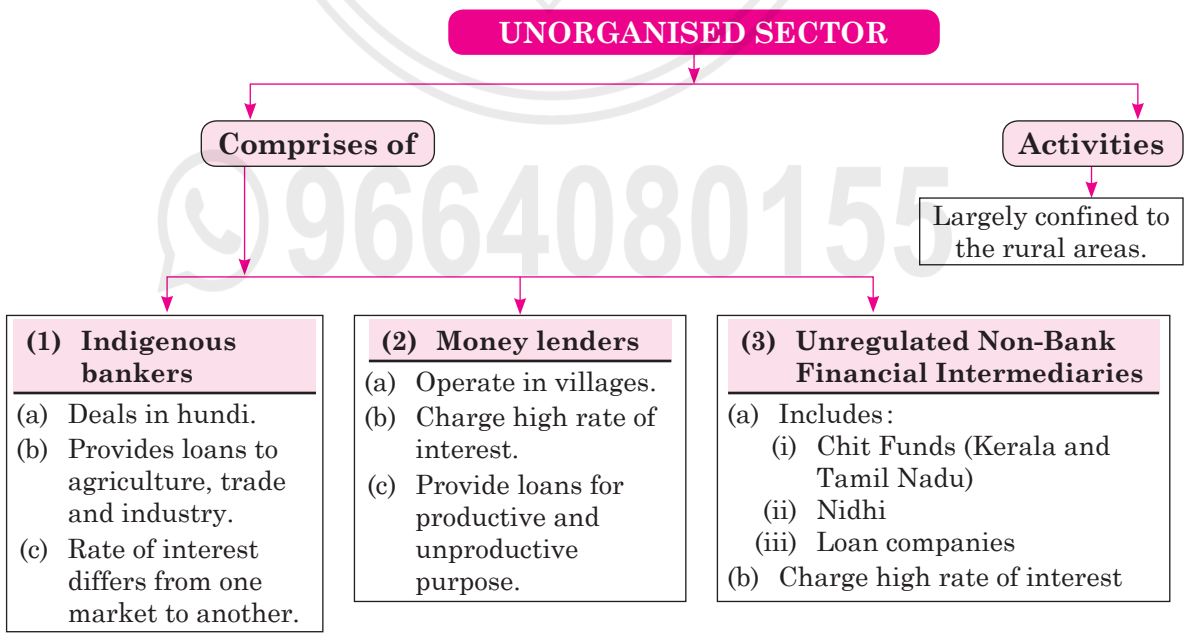 UNORGANISED SECTOR
Comprises of
Activities
9664080155
Largely confined to
the rural areas.
(1) Indigenous
bankers
(a) Deals in hundi.
(b) Provides loans to
agriculture, trade
and industry.
(c) Rate of interest
differs from one
market to another.
(2) Money lenders
(a) Operate in villages.
(b) Charge high rate of
interest.
(c) Provide loans for
productive and
unproductive
purpose.
(3) Unregulated Non-Bank
Financial Intermediaries
(a) Includes:
(i) Chit Funds (Kerala and
Tamil Nadu)
(ii) Nidhi
(iii) Loan companies
(b) Charge high rate of interest